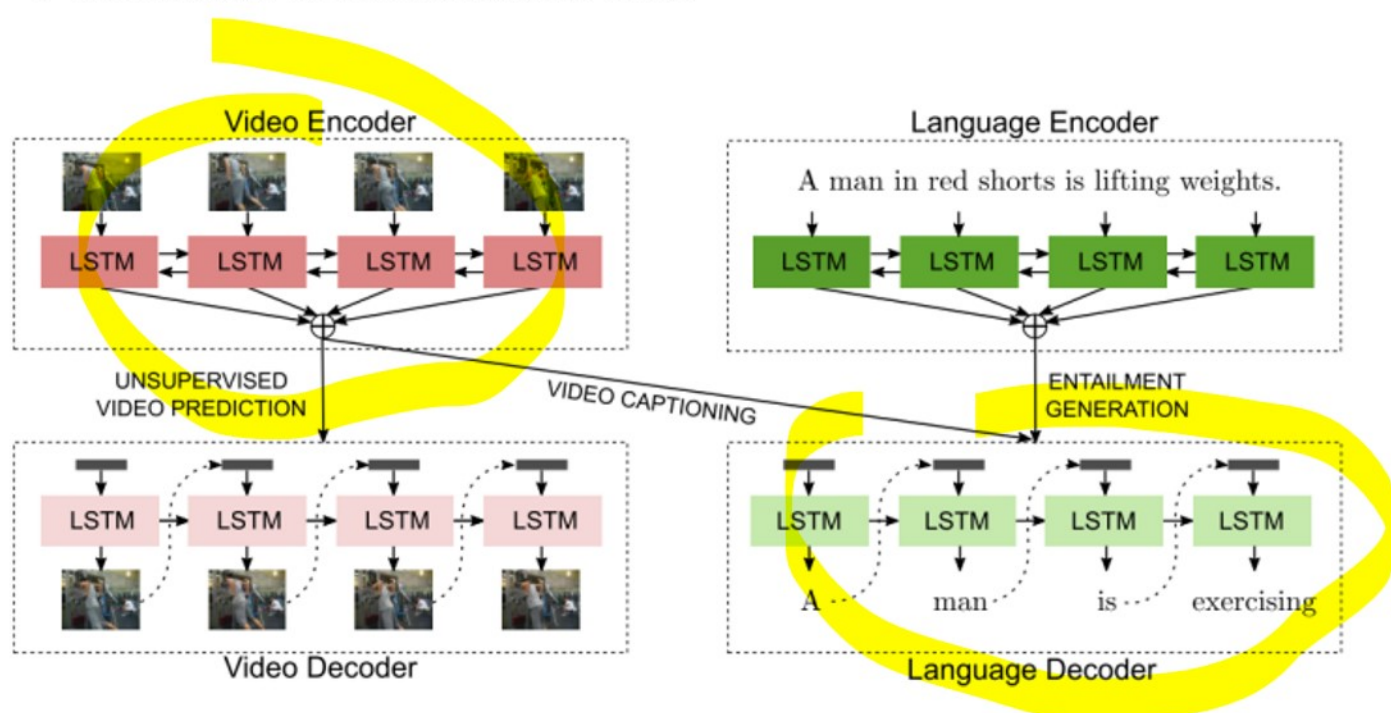 Video Encoder
Language Encoder
A man in red shorts is lifting weights.
LSTM LSTM LSTM LSTM
LSTM LSTM LSTM LSTM
UNSUPERVISED
VIDEO PREDICTION
VIDEO CAPTIONING
ENTAILMENT
GENERATION
LSTM LSTM LSTM LSTM
LSTM LSTM LSTM LSTM
A man is exercising
Video Decoder
Language Decoder